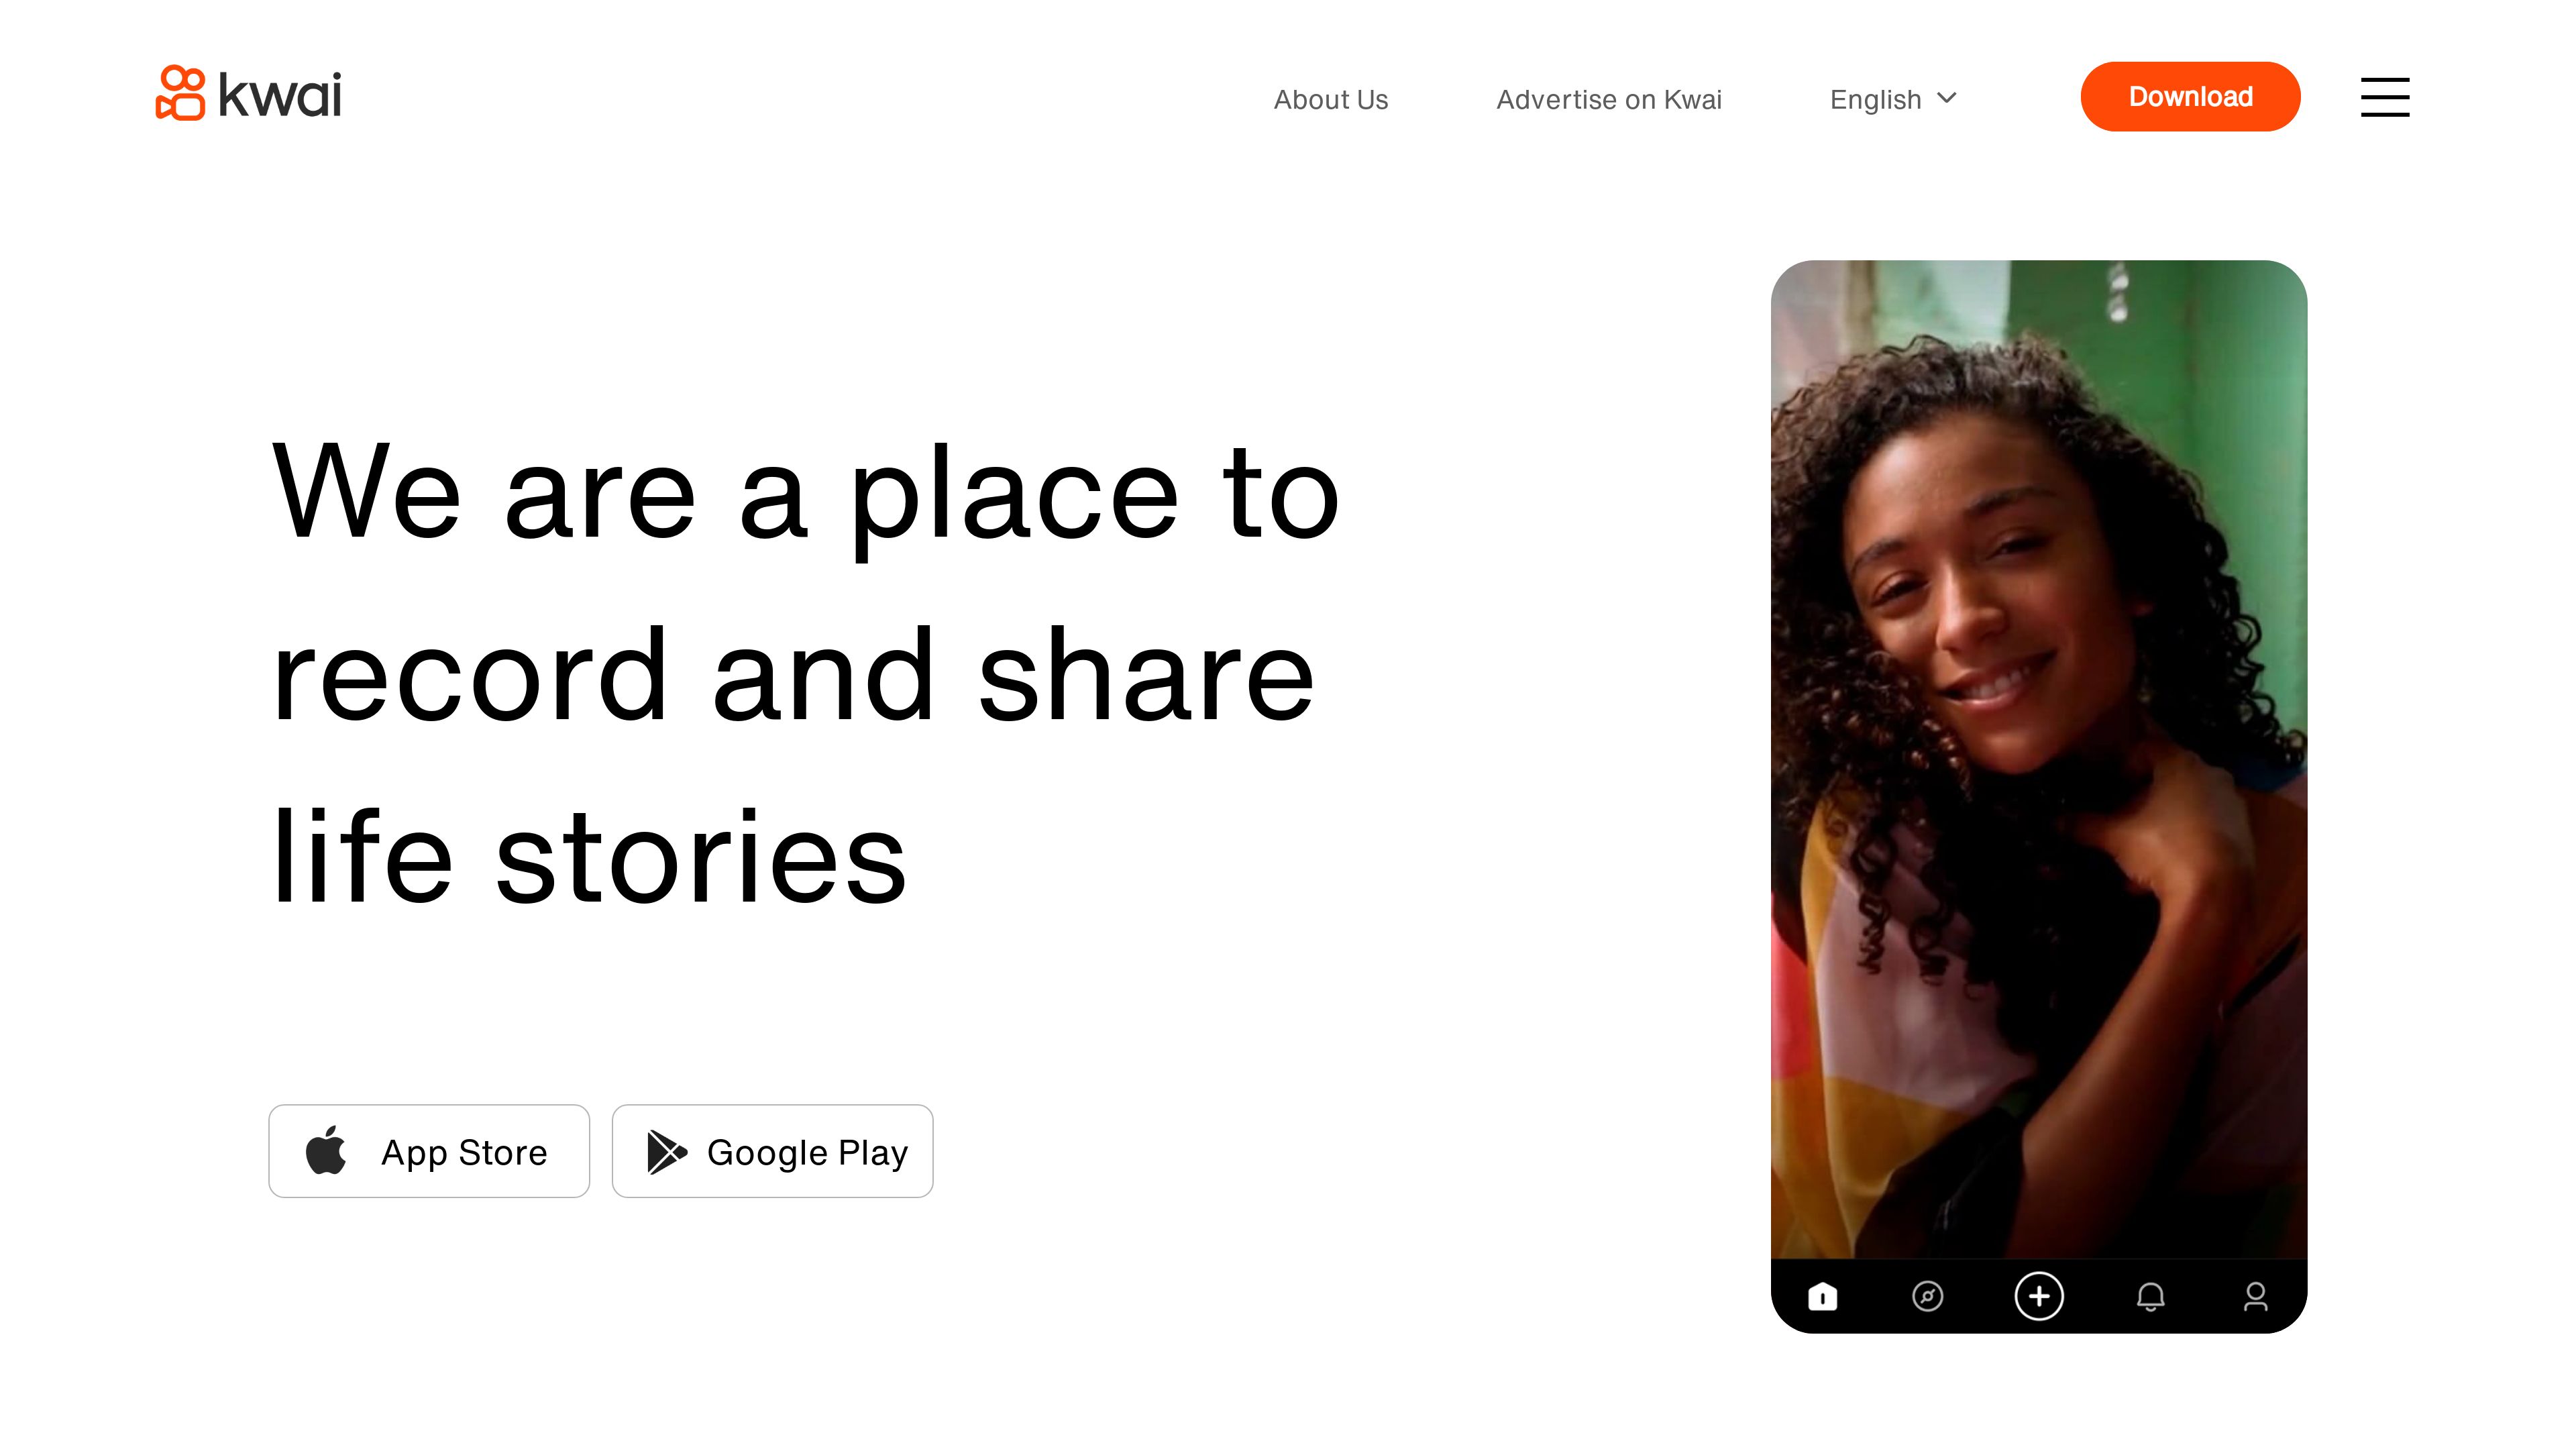 kwai
About Us
Advertise on Kwai
English
Download
We are a place to
record and share
life stories
App Store
Google Play